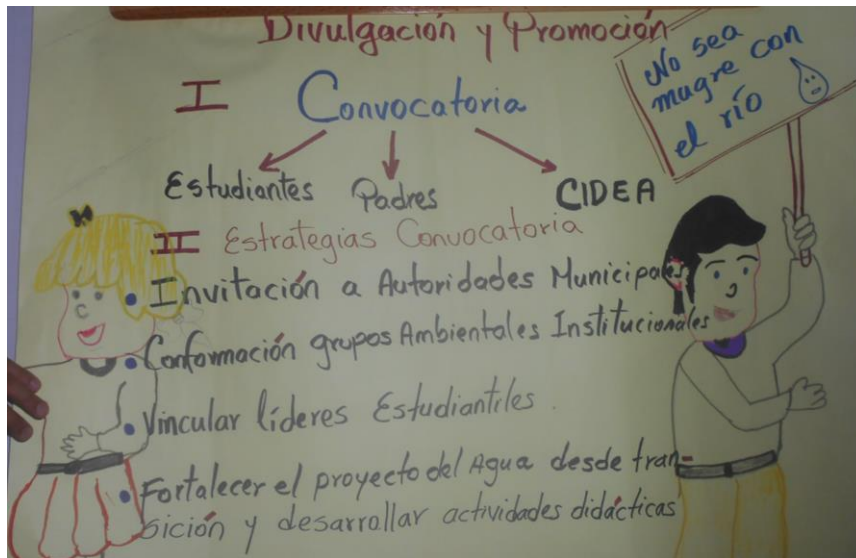 Divulgación y Promoción
I Convocatoria
Estudiantes Padres CIDEA
II Estrategias Convocatoria
• Invitación a Autoridades Municipales
• Conformación grupos Ambientales Institucionales
• Vincular líderes Estudiantiles.
• Fortalecer el proyecto del Agua desde tran-
sición y desarrollar actividades didácticas
No sea
mugre con
el río